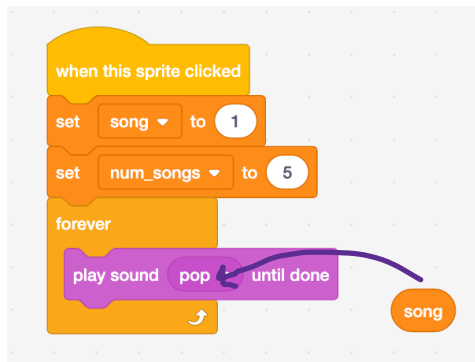 when this sprite clicked
set song to 1
set num_songs to 5
forever
play sound pop until done
song